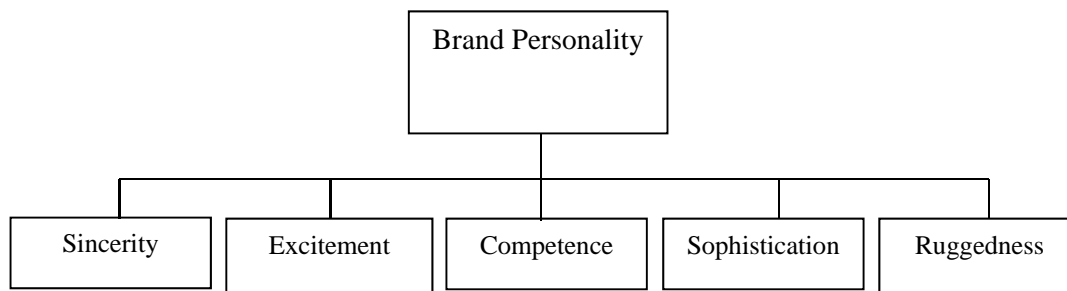 Brand Personality
Sincerity
Excitement
Competence
Sophistication
Ruggedness